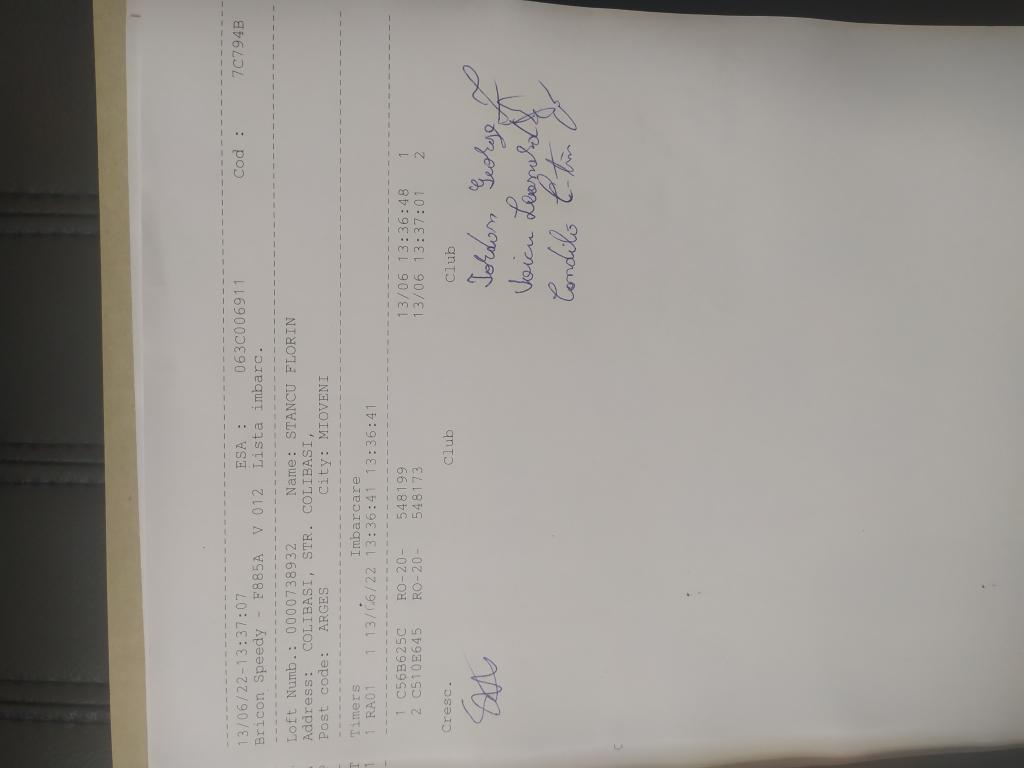 13/06/22-13:37:07 ESA : 063C006911 Cod : 7C794B
Bricon Speedy - F885A V 012 Lista imbarc.
Loft Numb.: 0000738932 Name: STANCU FLORIN
Address: COLIBASI, STR. COLIBASI,
Post code: ARGES City: MIOVENI
Timers Imbarcare
1 RA01 1 13/06/22 13:36:41 13:36:41
1 C56B625C RO-20- 548199 13/06 13:36:48 1
2 C510E645 RO-20- 548173 13/06 13:37:01 2
Cresc. Club Club
George
Voicu